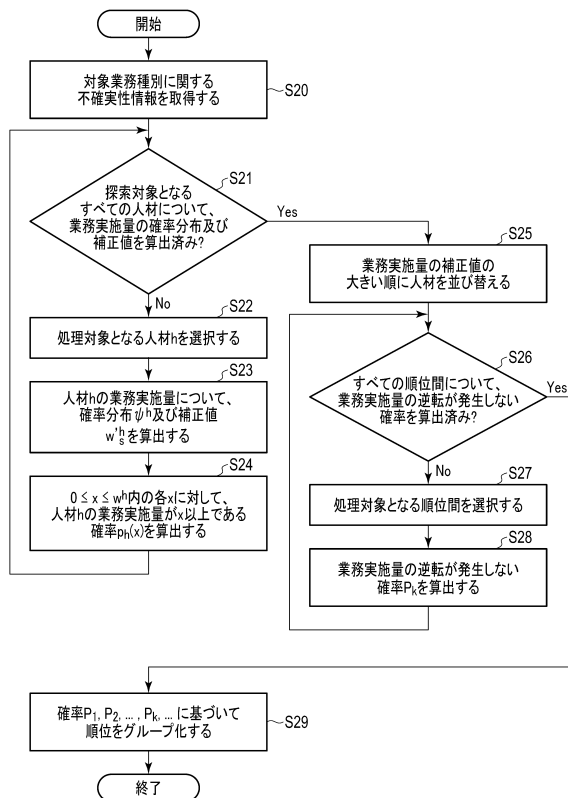 開始
対象業務種別に関する
不確実性情報を取得する
S20
S21
探索対象となる
すべての人材について、
業務実施量の確率分布及び
補正値を算出済み?
Yes
No
S22
処理対象となる人材hを選択する
S23
人材hの業務実施量について、
確率分布ψʰ及び補正値
w'ₛʰを算出する
S24
0≦x≦wʰ内の各xに対して、
人材hの業務実施量がx以上である
確率pₕ(x)を算出する
S25
業務実施量の補正値の
大きい順に人材を並び替える
S26
すべての順位間について、
業務実施量の逆転が発生しない
確率を算出済み?
Yes
No
S27
処理対象となる順位間を選択する
S28
業務実施量の逆転が発生しない
確率Pₖを算出する
確率P₁, P₂, ... , Pₖ, ... に基づいて
順位をグループ化する
S29
終了